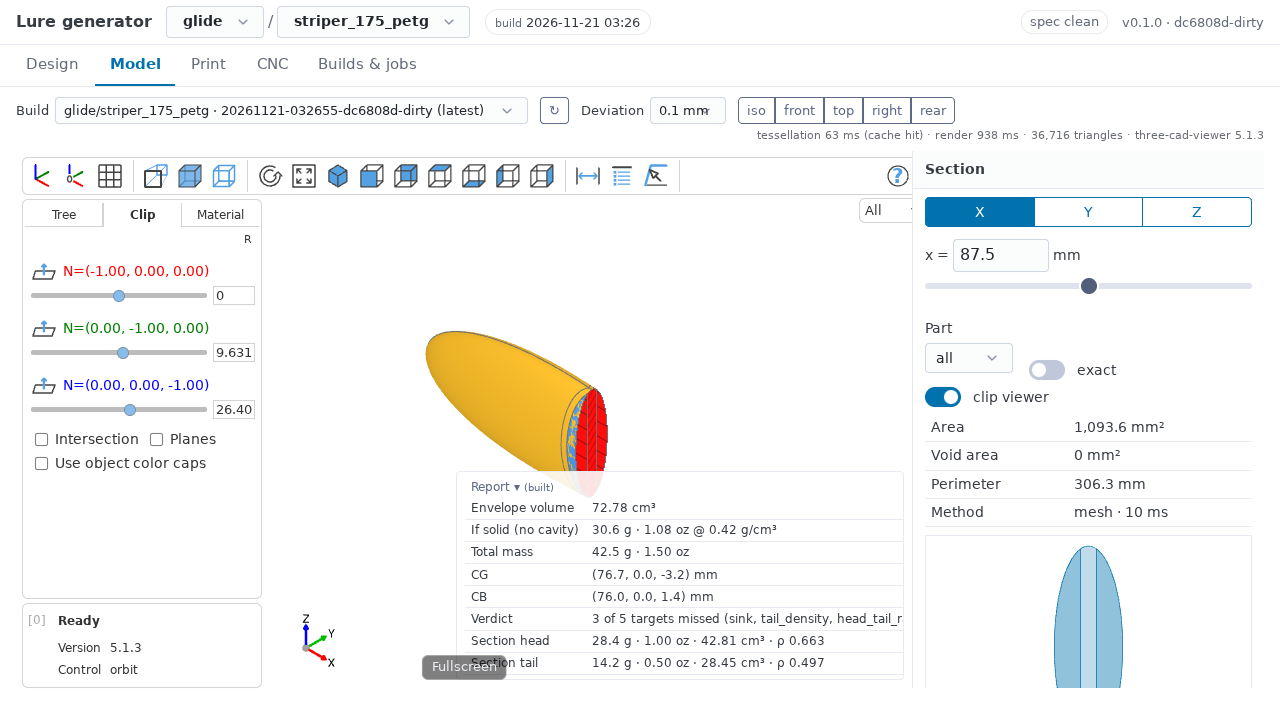 Lure generator
glide
/
striper_175_petg
build 2026-11-21 03:26
spec clean
v0.1.0 · dc6808d-dirty
Design
Model
Print
CNC
Builds & jobs
Build
glide/striper_175_petg · 20261121-032655-dc6808d-dirty (latest)
↻
Deviation
0.1 mm
iso
front
top
right
rear
tessellation 63 ms (cache hit) · render 938 ms · 36,716 triangles · three-cad-viewer 5.1.3
Tree
Clip
Material
R
N=(-1.00, 0.00, 0.00)
0
N=(0.00, -1.00, 0.00)
9.631
N=(0.00, 0.00, -1.00)
26.40
Intersection
Planes
Use object color caps
[0]
Ready
Version 5.1.3
Control orbit
All
Z
Y
X
Fullscreen
Report ▾ (built)
Envelope volume 72.78 cm³
If solid (no cavity) 30.6 g · 1.08 oz @ 0.42 g/cm³
Total mass 42.5 g · 1.50 oz
CG (76.7, 0.0, -3.2) mm
CB (76.0, 0.0, 1.4) mm
Verdict 3 of 5 targets missed (sink, tail_density, head_tail_r
Section head 28.4 g · 1.00 oz · 42.81 cm³ · ρ 0.663
Section tail 14.2 g · 0.50 oz · 28.45 cm³ · ρ 0.497
Section
X
Y
Z
x = 87.5 mm
Part
all
exact
clip viewer
Area 1,093.6 mm²
Void area 0 mm²
Perimeter 306.3 mm
Method mesh · 10 ms